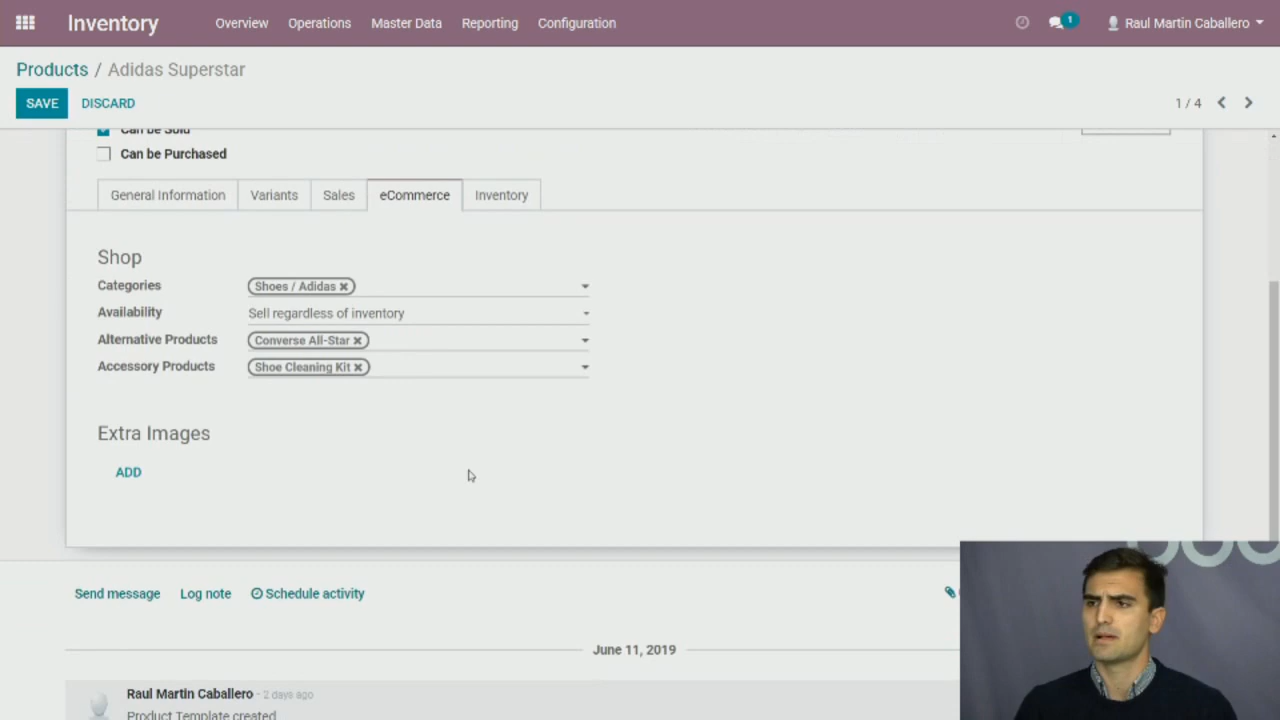 Inventory
Overview
Operations
Master Data
Reporting
Configuration
1
Raul Martin Caballero
Products / Adidas Superstar
SAVE
DISCARD
1 / 4
Can be Sold
Can be Purchased
General Information
Variants
Sales
eCommerce
Inventory
Shop
Categories
Shoes / Adidas
Availability
Sell regardless of inventory
Alternative Products
Converse All-Star
Accessory Products
Shoe Cleaning Kit
Extra Images
ADD
Send message
Log note
Schedule activity
June 11, 2019
Raul Martin Caballero - 2 days ago
Product Template created